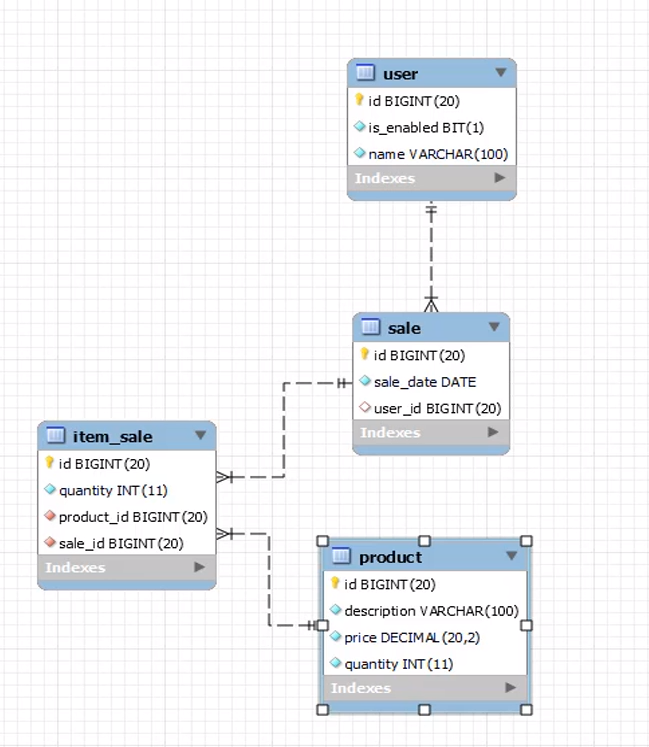 user
id BIGINT(20)
is_enabled BIT(1)
name VARCHAR(100)
Indexes
sale
id BIGINT(20)
sale_date DATE
user_id BIGINT(20)
Indexes
item_sale
id BIGINT(20)
quantity INT(11)
product_id BIGINT(20)
sale_id BIGINT(20)
Indexes
product
id BIGINT(20)
description VARCHAR(100)
price DECIMAL(20,2)
quantity INT(11)
Indexes